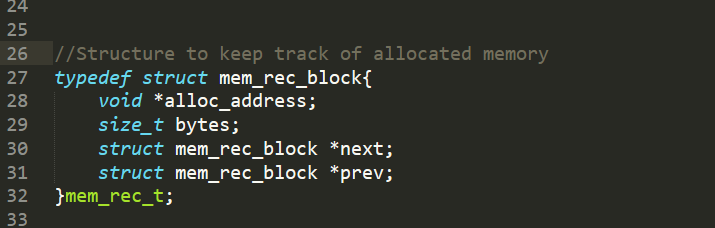 24
25
26 //Structure to keep track of allocated memory
27 typedef struct mem_rec_block{
28     void *alloc_address;
29     size_t bytes;
30     struct mem_rec_block *next;
31     struct mem_rec_block *prev;
32 }mem_rec_t;
33